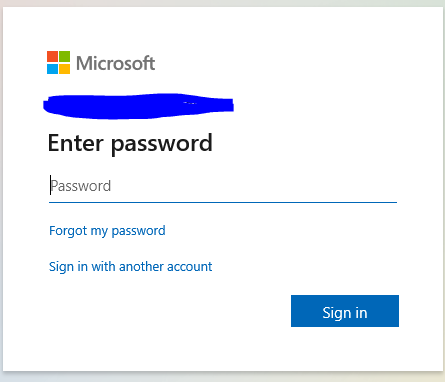 Microsoft
Enter password
Password
Forgot my password
Sign in with another account
Sign in